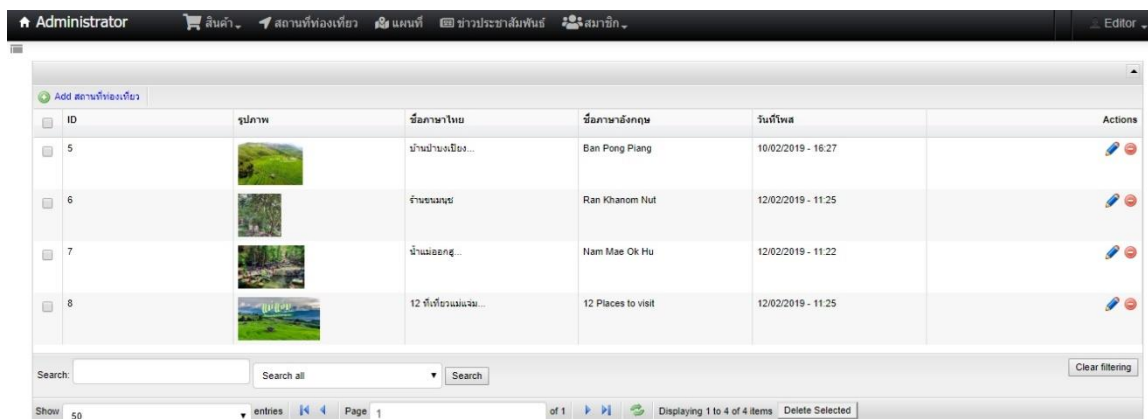 Administrator สินค้า สถานที่ท่องเที่ยว แผนที่ ข่าวประชาสัมพันธ์ สมาชิก Editor
Add สถานที่ท่องเที่ยว
ID รูปภาพ ชื่อภาษาไทย ชื่อภาษาอังกฤษ วันที่โพส Actions
5 บ้านป่าบงเปียง... Ban Pong Piang 10/02/2019 - 16:27
6 ร้านขนมนุช Ran Khanom Nut 12/02/2019 - 11:25
7 น้ำแม่ออกฮู... Nam Mae Ok Hu 12/02/2019 - 11:22
8 12 ที่เที่ยวแม่แจ่ม... 12 Places to visit 12/02/2019 - 11:25
Search: Search all Search Clear filtering
Show 50 entries Page 1 of 1 Displaying 1 to 4 of 4 items Delete Selected